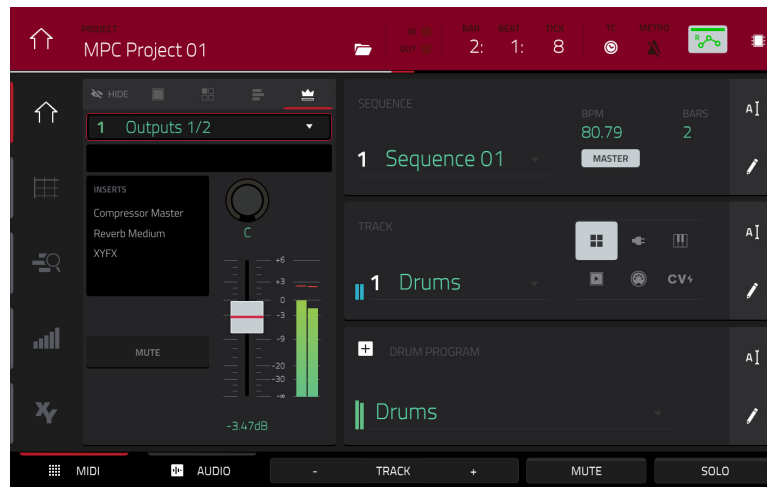 PROJECT
MPC Project 01
IN
OUT
BAR BEAT TICK
2: 1: 8
TC
METRO
HIDE
1 Outputs 1/2
INSERTS
Compressor Master
Reverb Medium
XYFX
C
+6
+3
0
-3
-9
-20
-30
-∞
MUTE
-3.47dB
SEQUENCE
1 Sequence 01
BPM
80.79
MASTER
BARS
2
TRACK
1 Drums
CV
DRUM PROGRAM
Drums
A
A
A
XY
MIDI
AUDIO
- TRACK +
MUTE
SOLO